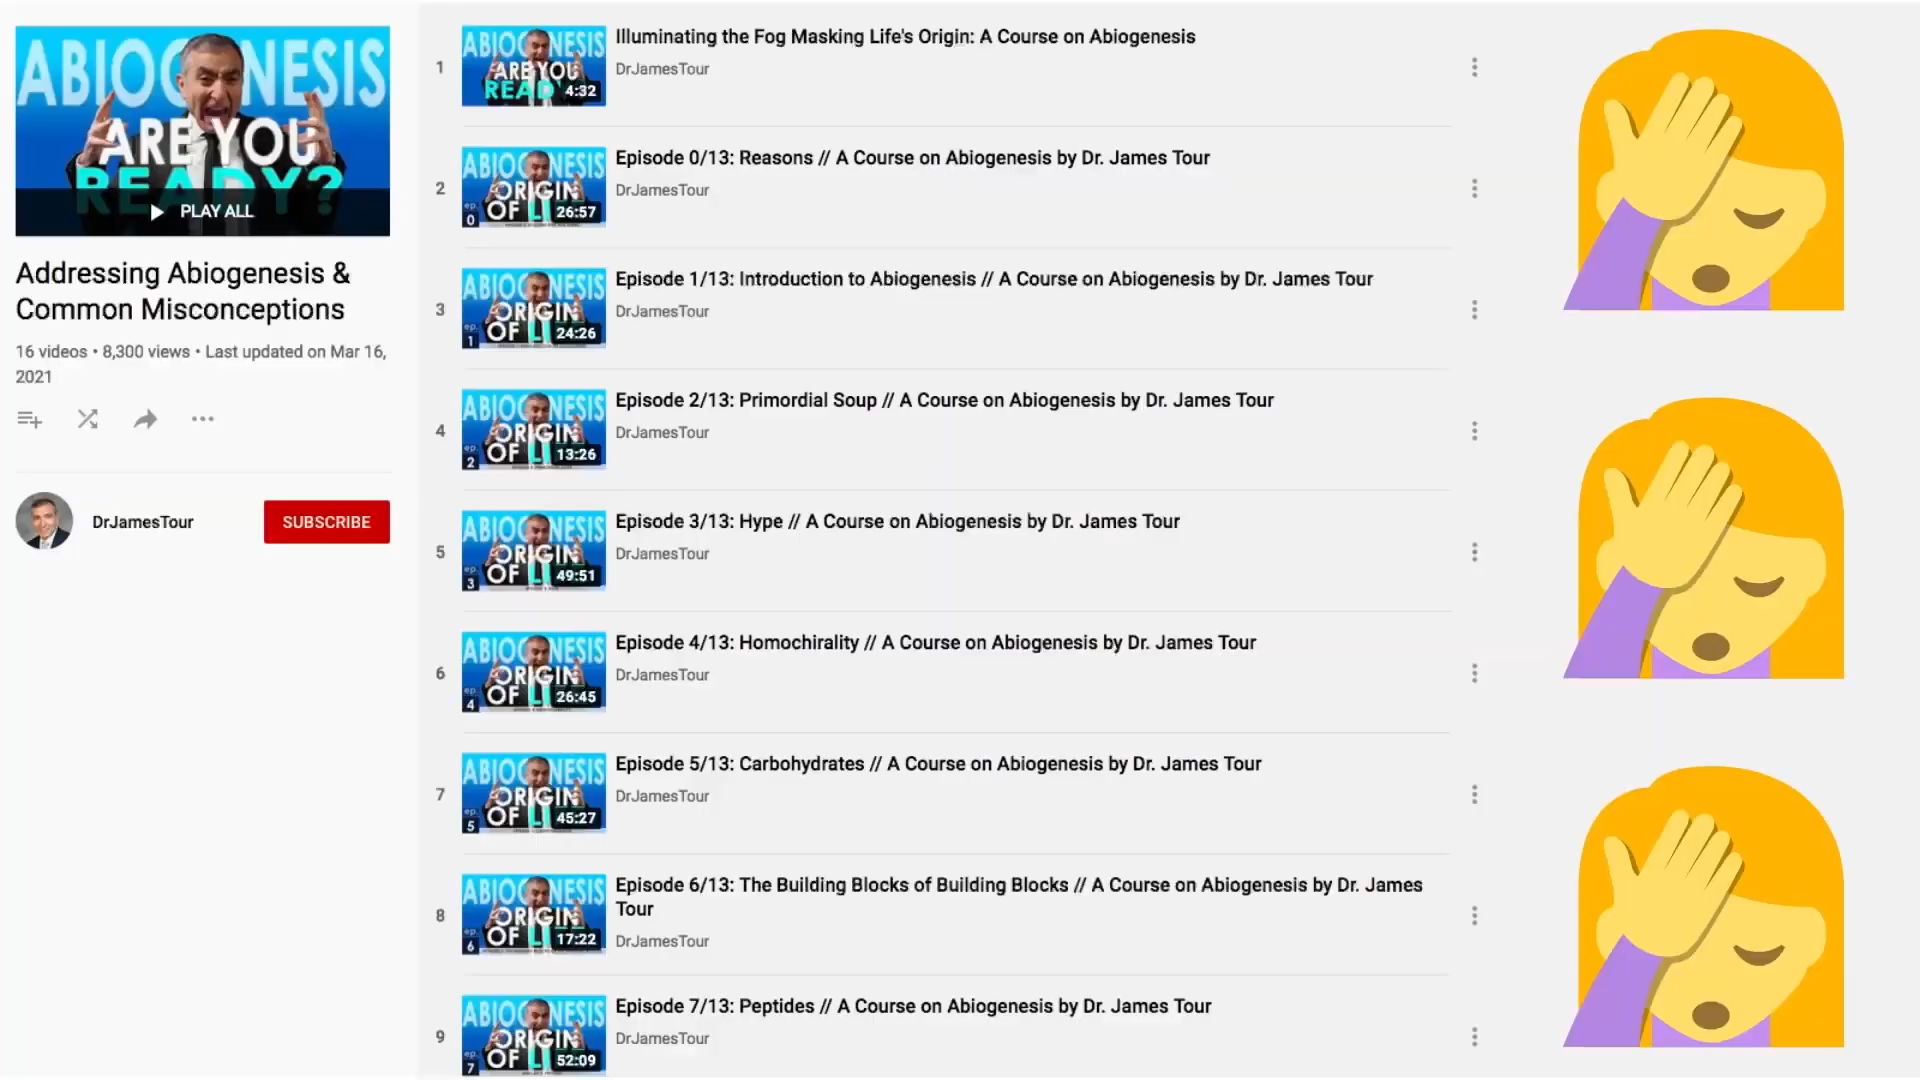 ABIOGENESIS
ARE YOU
READY?
PLAY ALL
Addressing Abiogenesis &
Common Misconceptions
16 videos • 8,300 views • Last updated on Mar 16,
2021
DrJamesTour
SUBSCRIBE
1
ABIOGENESIS
ARE YOU
READ
4:32
Illuminating the Fog Masking Life's Origin: A Course on Abiogenesis
DrJamesTour
2
ABIOGENESIS
ORIGIN
OF LI
ep.
0
26:57
Episode 0/13: Reasons // A Course on Abiogenesis by Dr. James Tour
DrJamesTour
3
ABIOGENESIS
ORIGIN
OF LI
ep.
1
24:26
Episode 1/13: Introduction to Abiogenesis // A Course on Abiogenesis by Dr. James Tour
DrJamesTour
4
ABIOGENESIS
ORIGIN
OF LI
ep.
2
13:26
Episode 2/13: Primordial Soup // A Course on Abiogenesis by Dr. James Tour
DrJamesTour
5
ABIOGENESIS
ORIGIN
OF LI
ep.
3
49:51
Episode 3/13: Hype // A Course on Abiogenesis by Dr. James Tour
DrJamesTour
6
ABIOGENESIS
ORIGIN
OF LI
ep.
4
26:45
Episode 4/13: Homochirality // A Course on Abiogenesis by Dr. James Tour
DrJamesTour
7
ABIOGENESIS
ORIGIN
OF LI
ep.
5
45:27
Episode 5/13: Carbohydrates // A Course on Abiogenesis by Dr. James Tour
DrJamesTour
8
ABIOGENESIS
ORIGIN
OF LI
ep.
6
17:22
Episode 6/13: The Building Blocks of Building Blocks // A Course on Abiogenesis by Dr. James
Tour
DrJamesTour
9
ABIOGENESIS
ORIGIN
OF LI
ep.
7
52:09
Episode 7/13: Peptides // A Course on Abiogenesis by Dr. James Tour
DrJamesTour